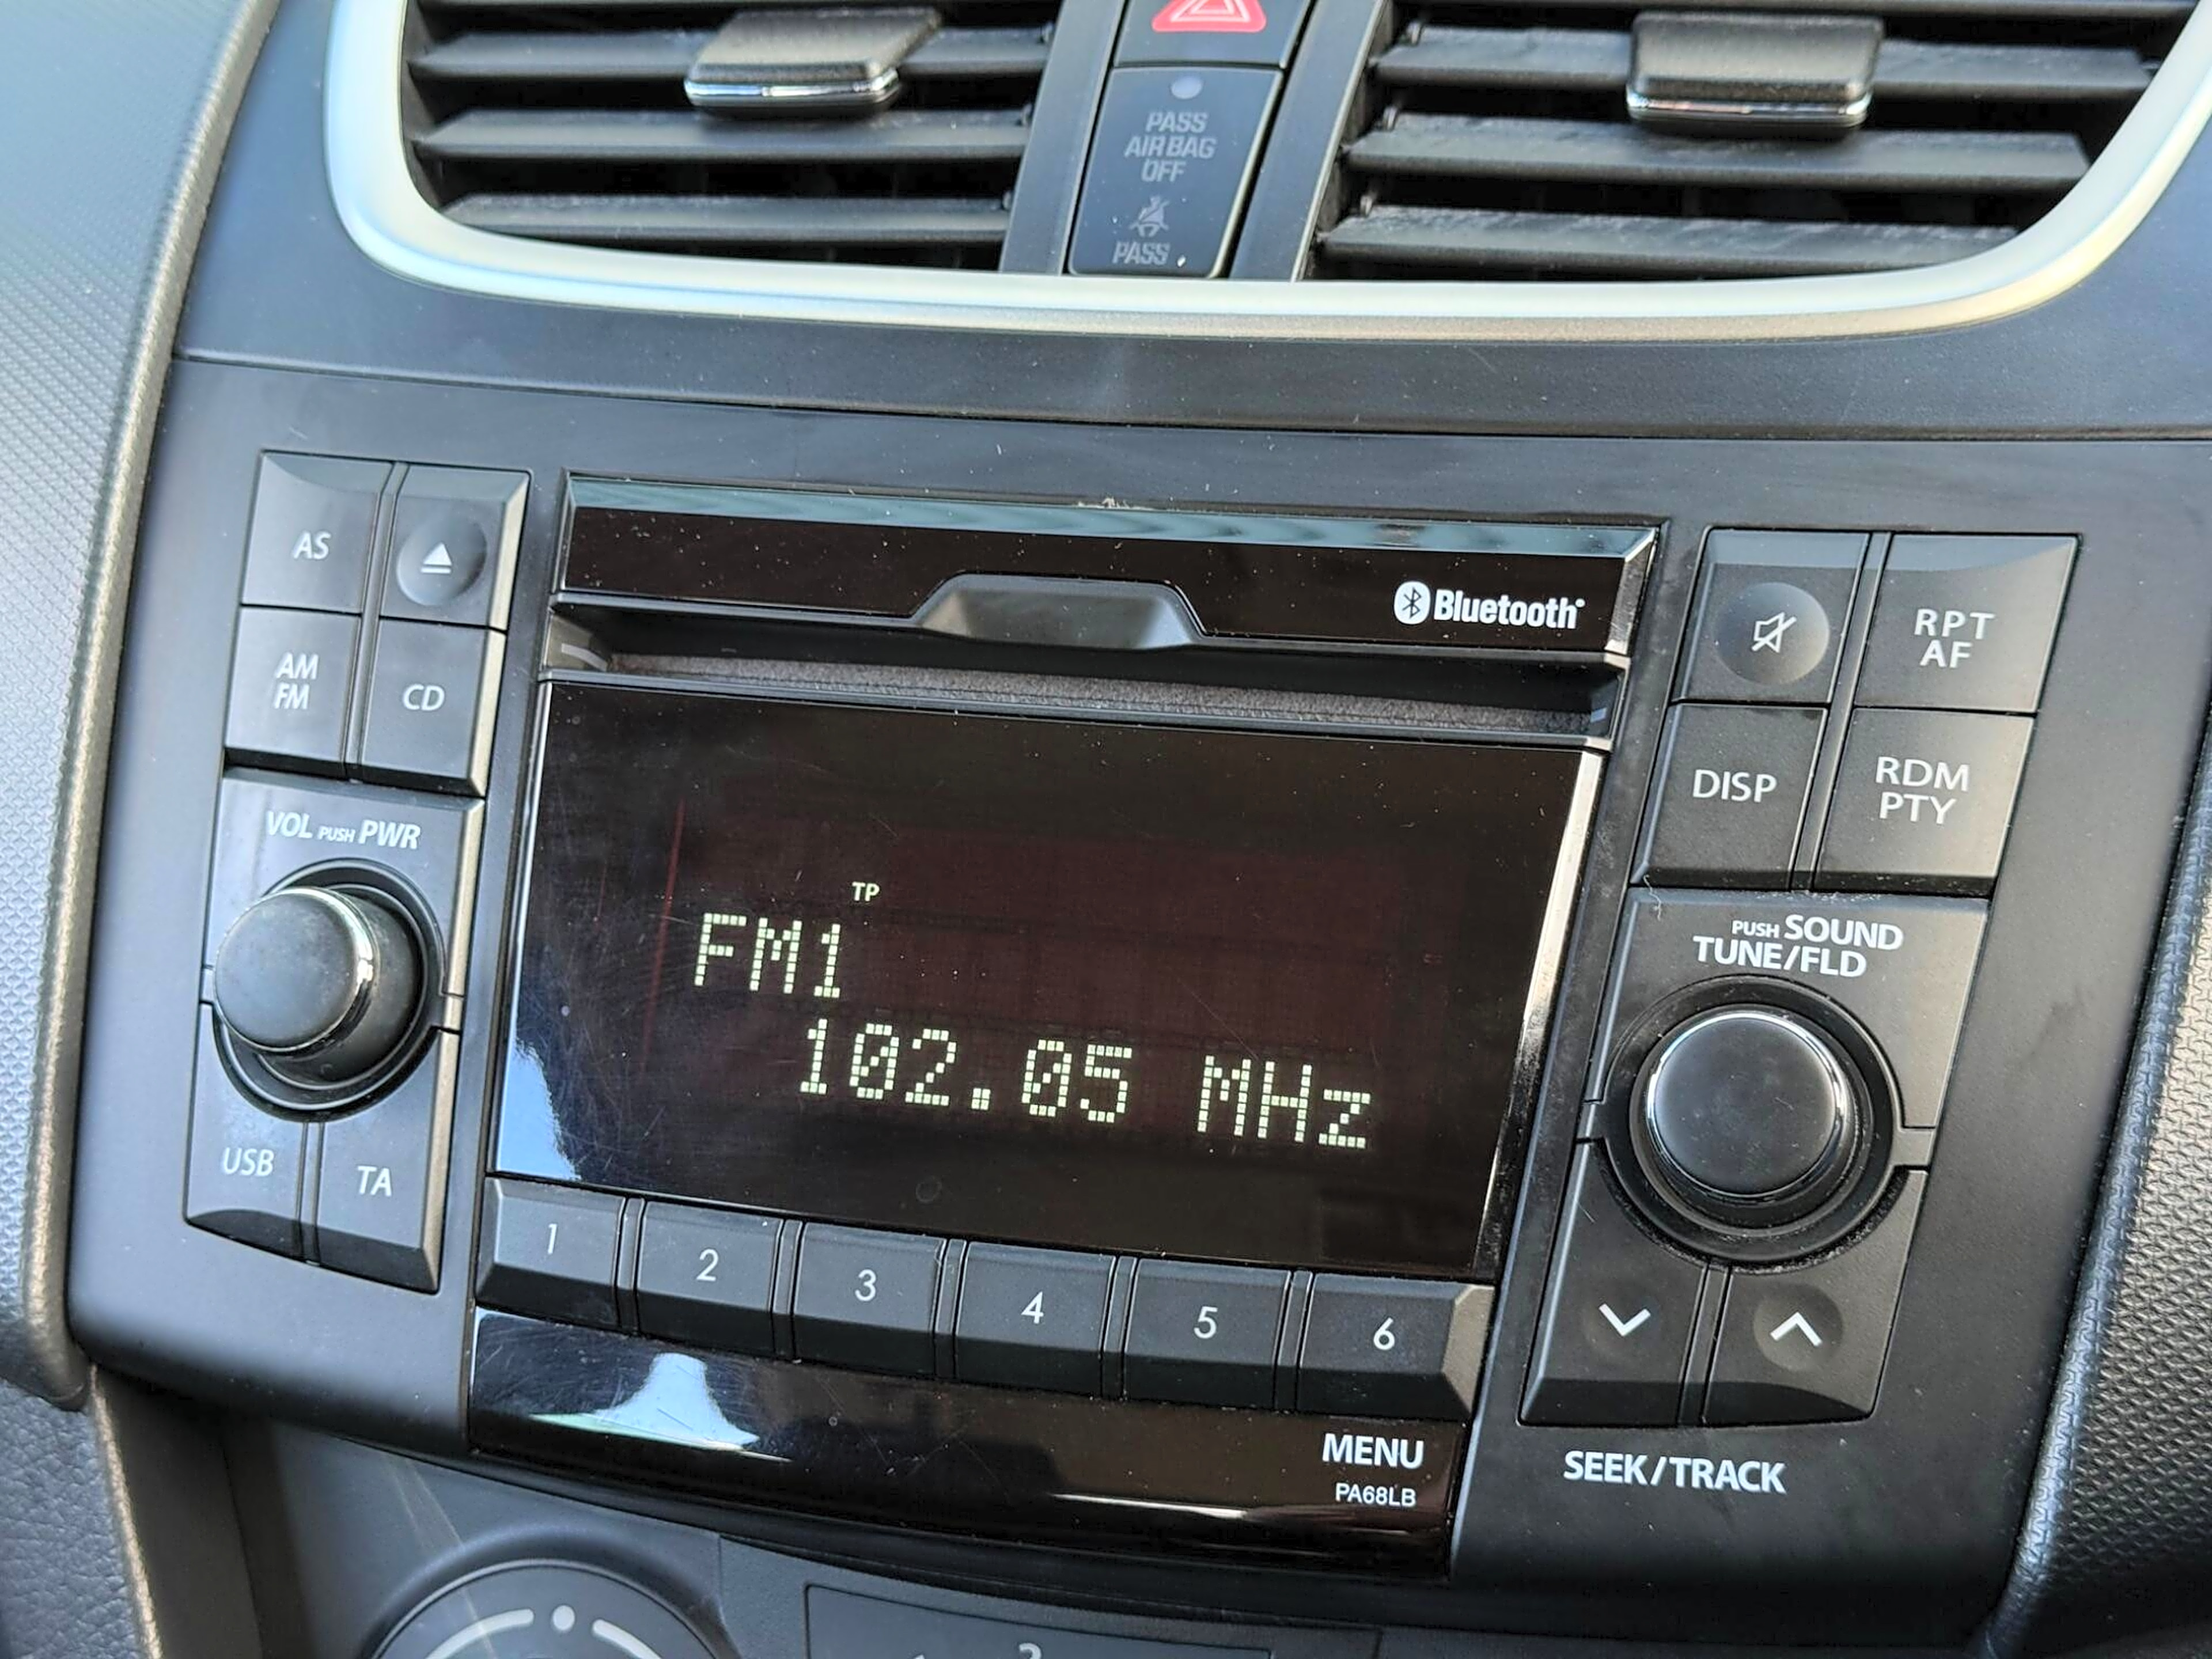 PASS
AIR BAG
OFF
PASS
AS
AM
FM
CD
Bluetooth
RPT
AF
DISP
RDM
PTY
VOL PUSH PWR
PUSH SOUND
TUNE/FLD
TP
FM1
102.05 MHz
USB
TA
1
2
3
4
5
6
MENU
PA68LB
SEEK/TRACK